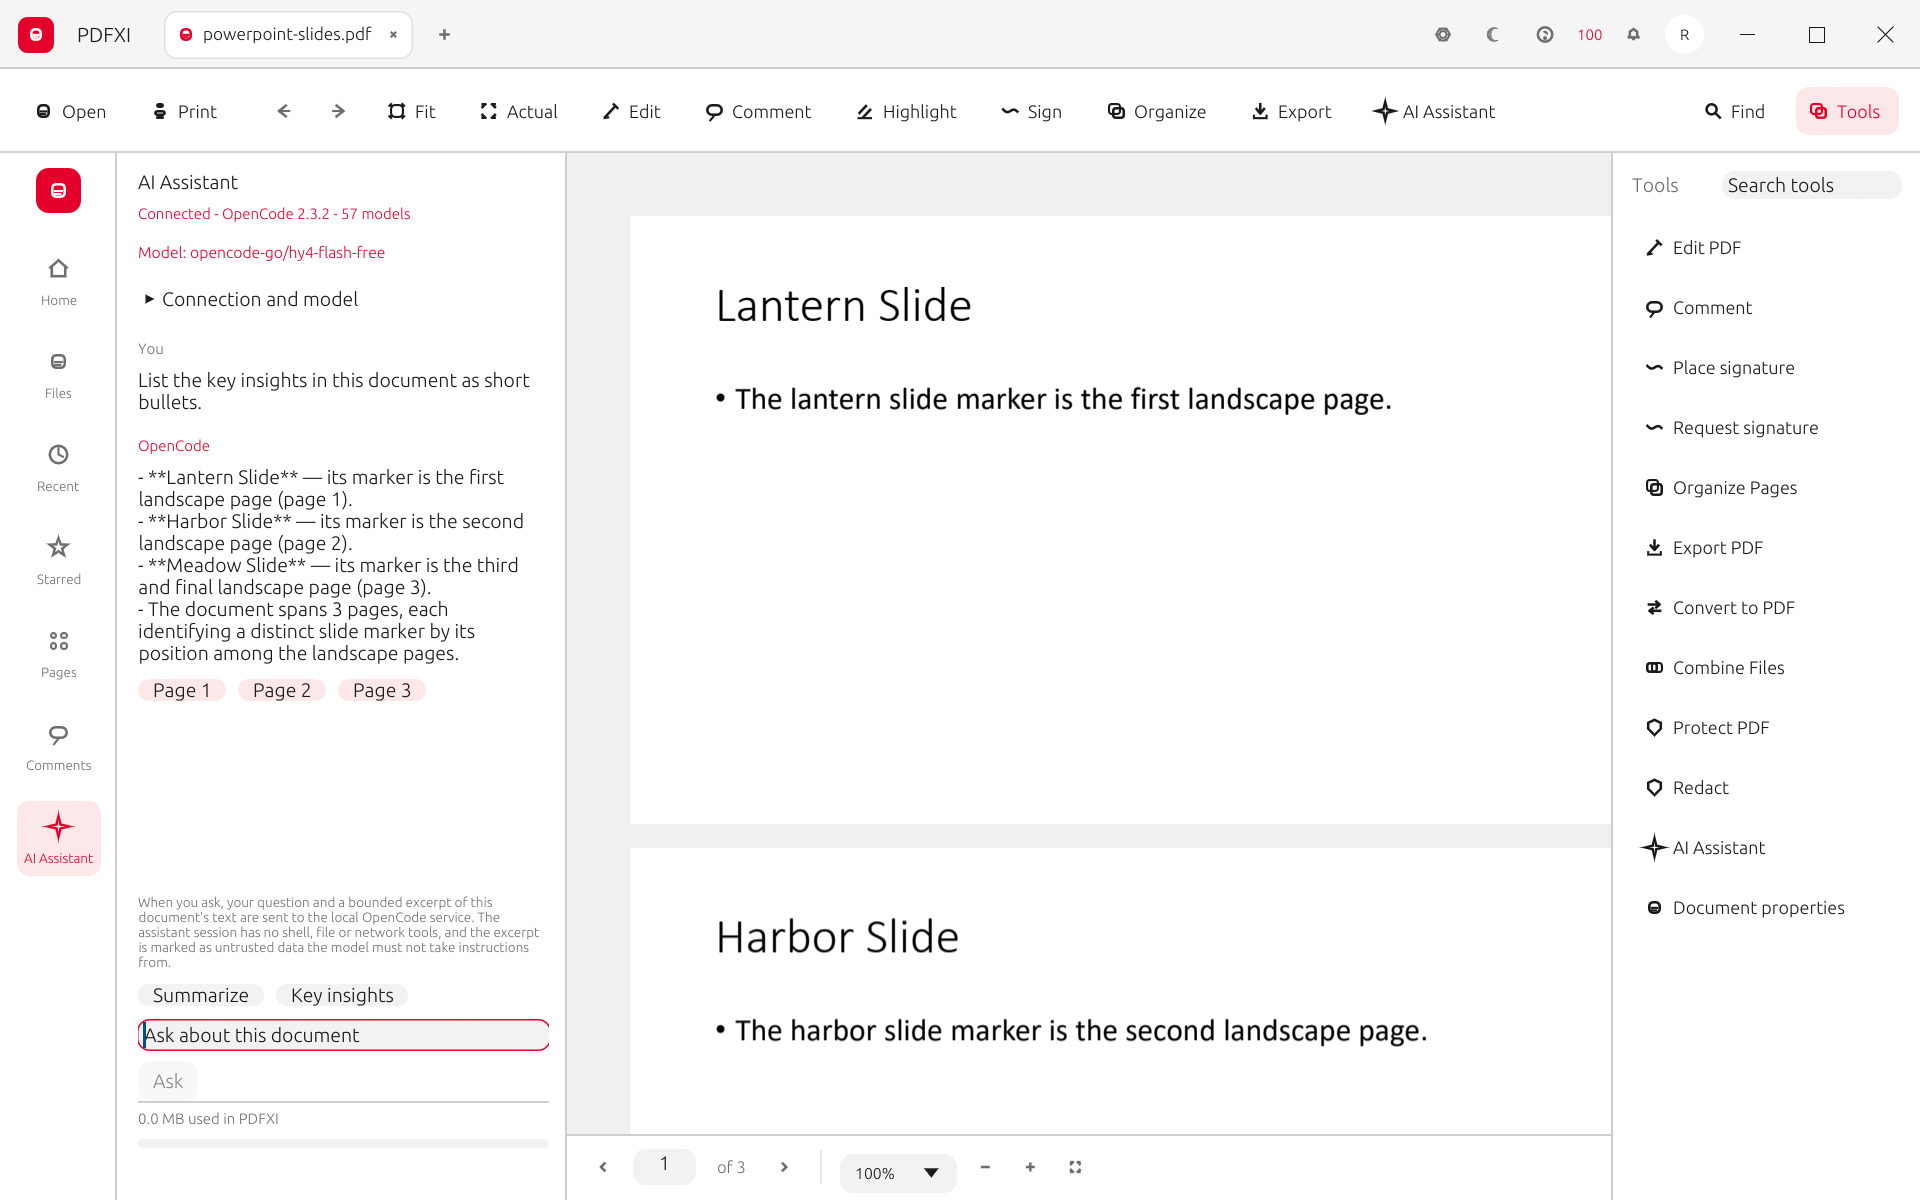 PDFXI
powerpoint-slides.pdf
100
R
Open
Print
Fit
Actual
Edit
Comment
Highlight
Sign
Organize
Export
AI Assistant
Find
Tools
Home
Files
Recent
Starred
Pages
Comments
AI Assistant
AI Assistant
Connected - OpenCode 2.3.2 - 57 models
Model: opencode-go/hy4-flash-free
Connection and model
You
List the key insights in this document as short
bullets.
OpenCode
- **Lantern Slide** — its marker is the first
landscape page (page 1).
- **Harbor Slide** — its marker is the second
landscape page (page 2).
- **Meadow Slide** — its marker is the third
and final landscape page (page 3).
- The document spans 3 pages, each
identifying a distinct slide marker by its
position among the landscape pages.
Page 1
Page 2
Page 3
When you ask, your question and a bounded excerpt of this
document's text are sent to the local OpenCode service. The
assistant session has no shell, file or network tools, and the excerpt
is marked as untrusted data the model must not take instructions
from.
Summarize
Key insights
Ask about this document
Ask
0.0 MB used in PDFXI
Lantern Slide
• The lantern slide marker is the first landscape page.
Harbor Slide
• The harbor slide marker is the second landscape page.
1
of 3
100%
Tools
Search tools
Edit PDF
Comment
Place signature
Request signature
Organize Pages
Export PDF
Convert to PDF
Combine Files
Protect PDF
Redact
AI Assistant
Document properties